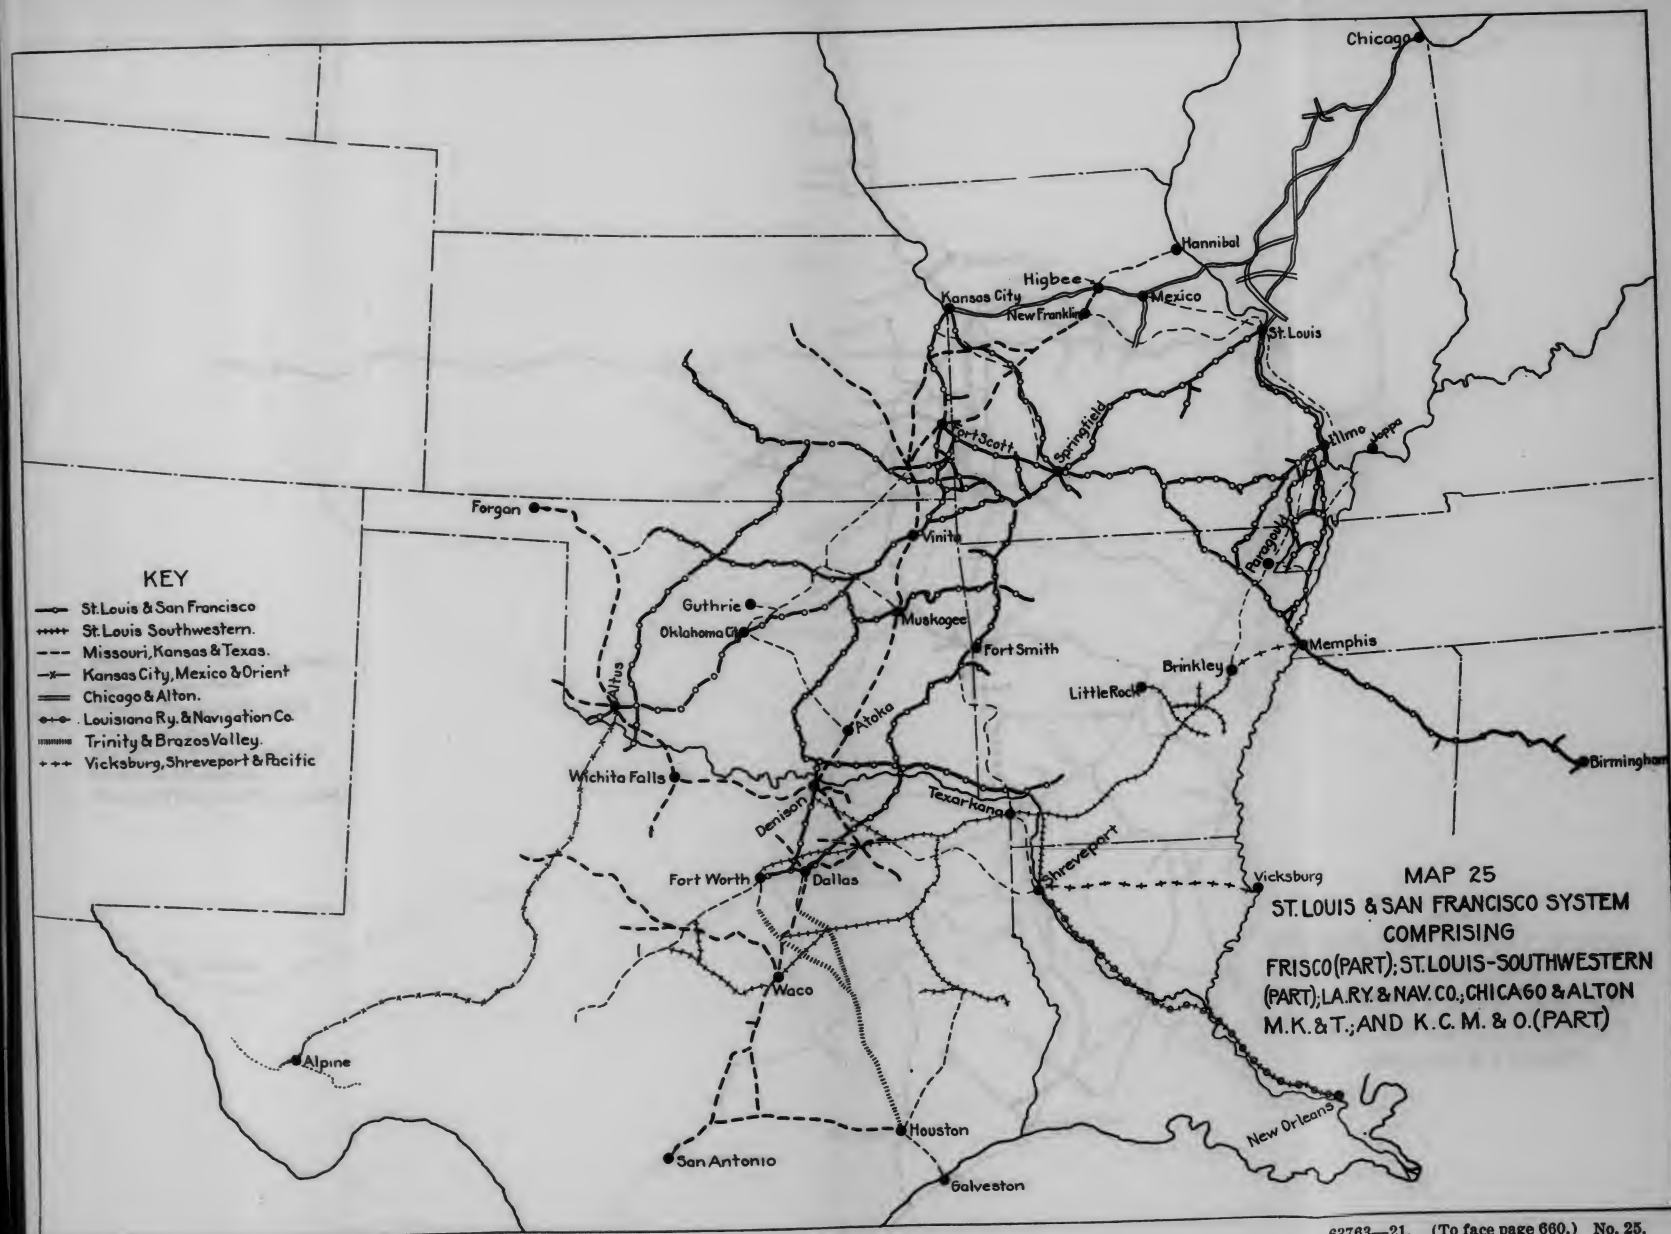 Chicago
Hannibal
Higbee
Kansas City
Mexico
New Franklin
St. Louis
Springfield
Fort Scott
Illmo
Joppa
Forgan
Vinita
Paragould
KEY
St. Louis & San Francisco
St. Louis Southwestern.
Missouri, Kansas & Texas.
Kansas City, Mexico & Orient
Chicago & Alton.
Louisiana Ry. & Navigation Co.
Trinity & Brazos Valley.
Vicksburg, Shreveport & Pacific
Guthrie
Oklahoma City
Muskogee
Fort Smith
Memphis
Brinkley
Little Rock
Altus
Atoka
Birmingham
Wichita Falls
Denison
Texarkana
Shreveport
Fort Worth
Dallas
Vicksburg
MAP 25
ST. LOUIS & SAN FRANCISCO SYSTEM
COMPRISING
FRISCO (PART); ST. LOUIS-SOUTHWESTERN
(PART); LA. RY. & NAV. CO.; CHICAGO & ALTON
M. K. & T.; AND K. C. M. & O. (PART)
Waco
Alpine
New Orleans
Houston
San Antonio
Galveston
63763—21. (To face page 660.) No. 25.